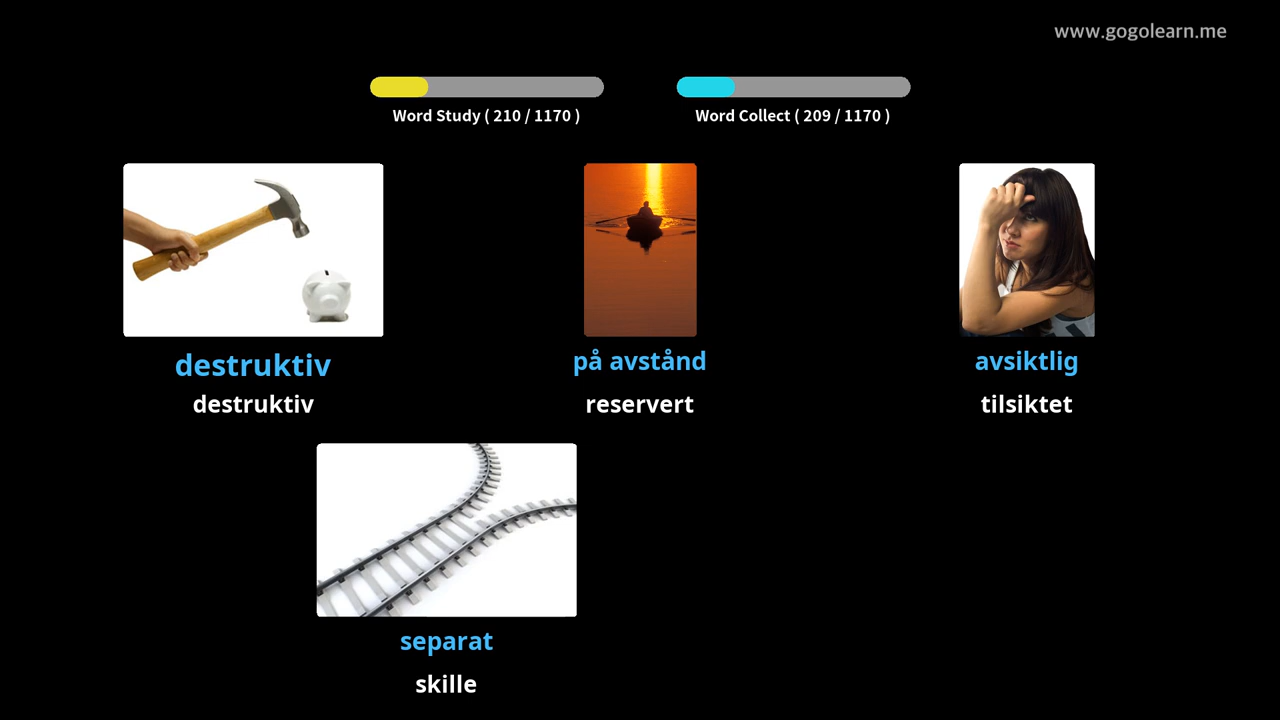 www.gogolearn.me
Word Study ( 210 / 1170 )
Word Collect ( 209 / 1170 )
destruktiv
destruktiv
på avstånd
reservert
avsiktlig
tilsiktet
separat
skille